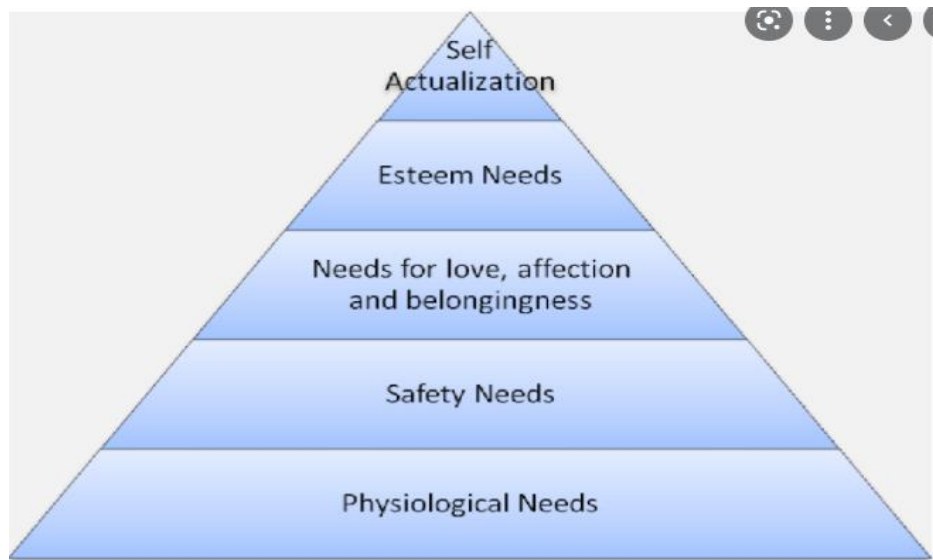 Self
Actualization
Esteem Needs
Needs for love, affection
and belongingness
Safety Needs
Physiological Needs